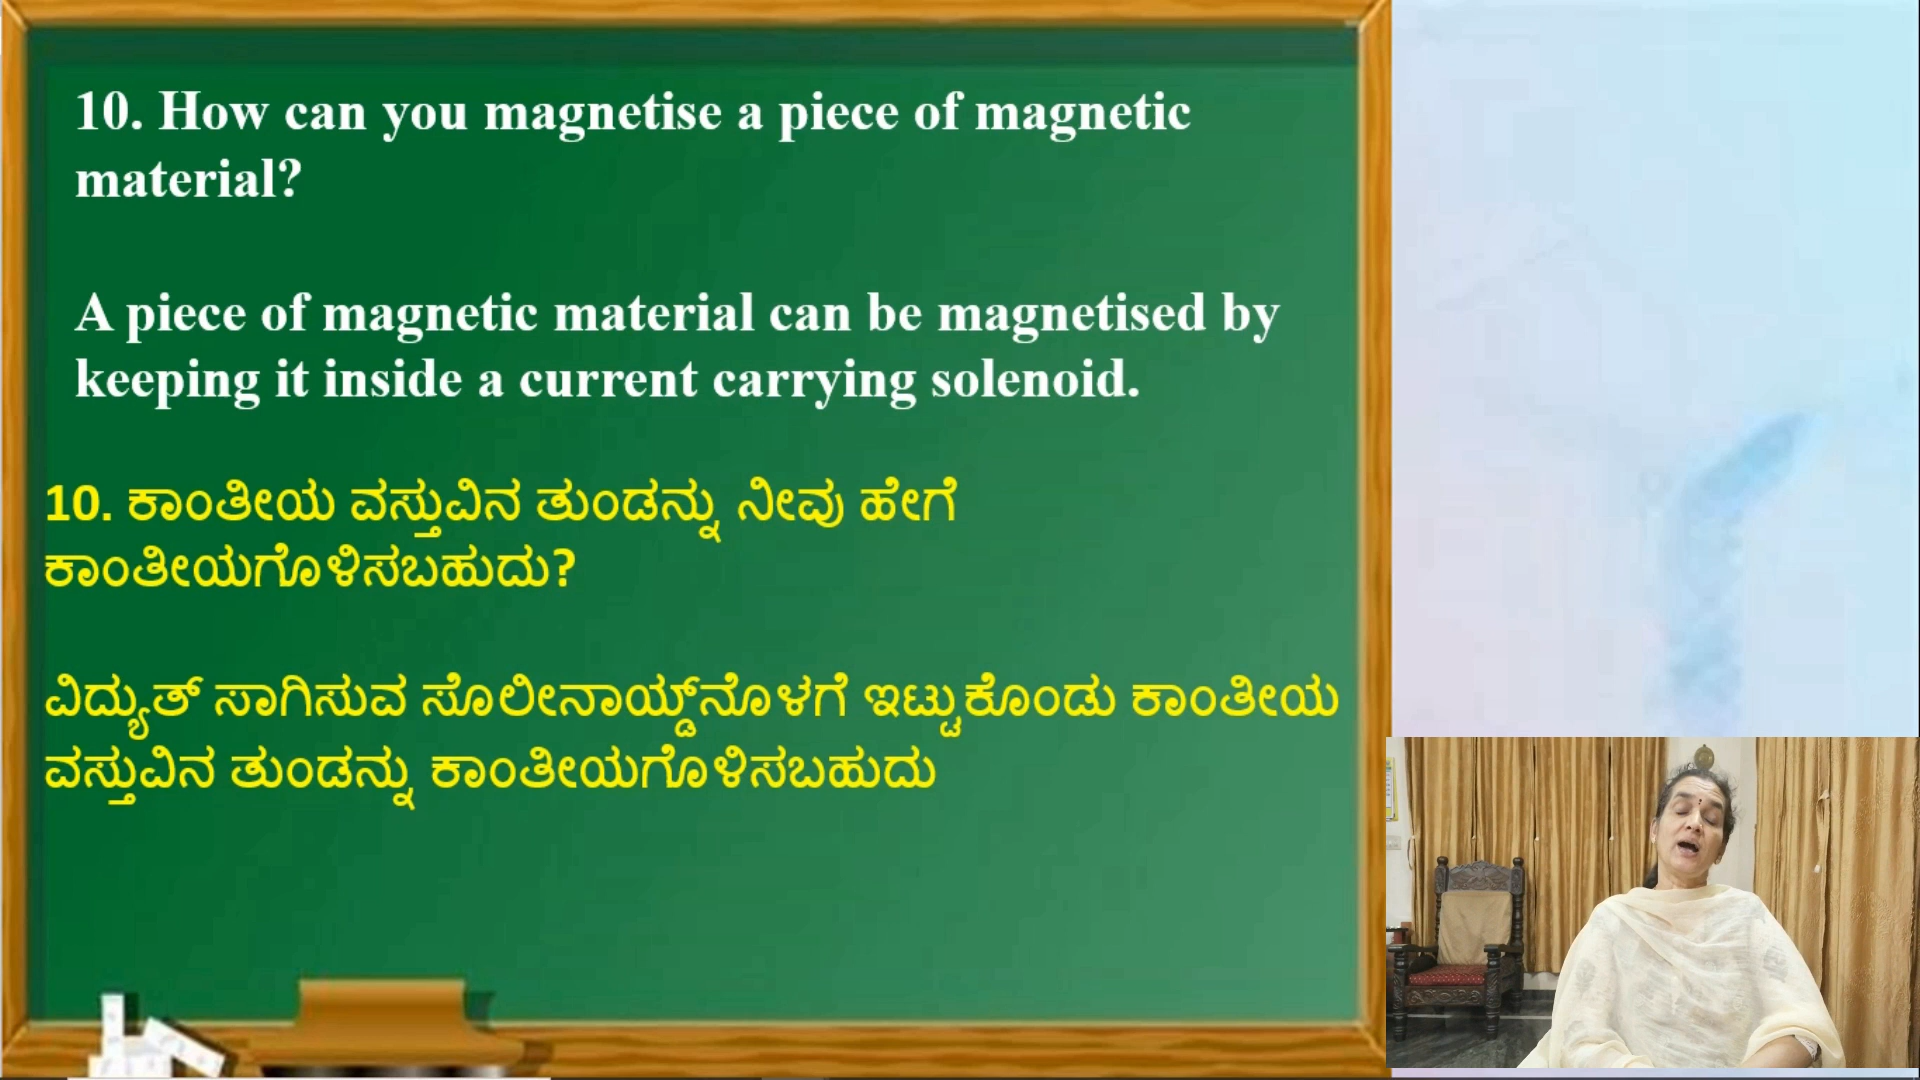 10. How can you magnetise a piece of magnetic
material?
A piece of magnetic material can be magnetised by
keeping it inside a current carrying solenoid.
10. ಕಾಂತೀಯ ವಸ್ತುವಿನ ತುಂಡನ್ನು ನೀವು ಹೇಗೆ
ಕಾಂತೀಯಗೊಳಿಸಬಹುದು?
ವಿದ್ಯುತ್ ಸಾಗಿಸುವ ಸೊಲೀನಾಯ್ಡ್‌ನೊಳಗೆ ಇಟ್ಟುಕೊಂಡು ಕಾಂತೀಯ
ವಸ್ತುವಿನ ತುಂಡನ್ನು ಕಾಂತೀಯಗೊಳಿಸಬಹುದು